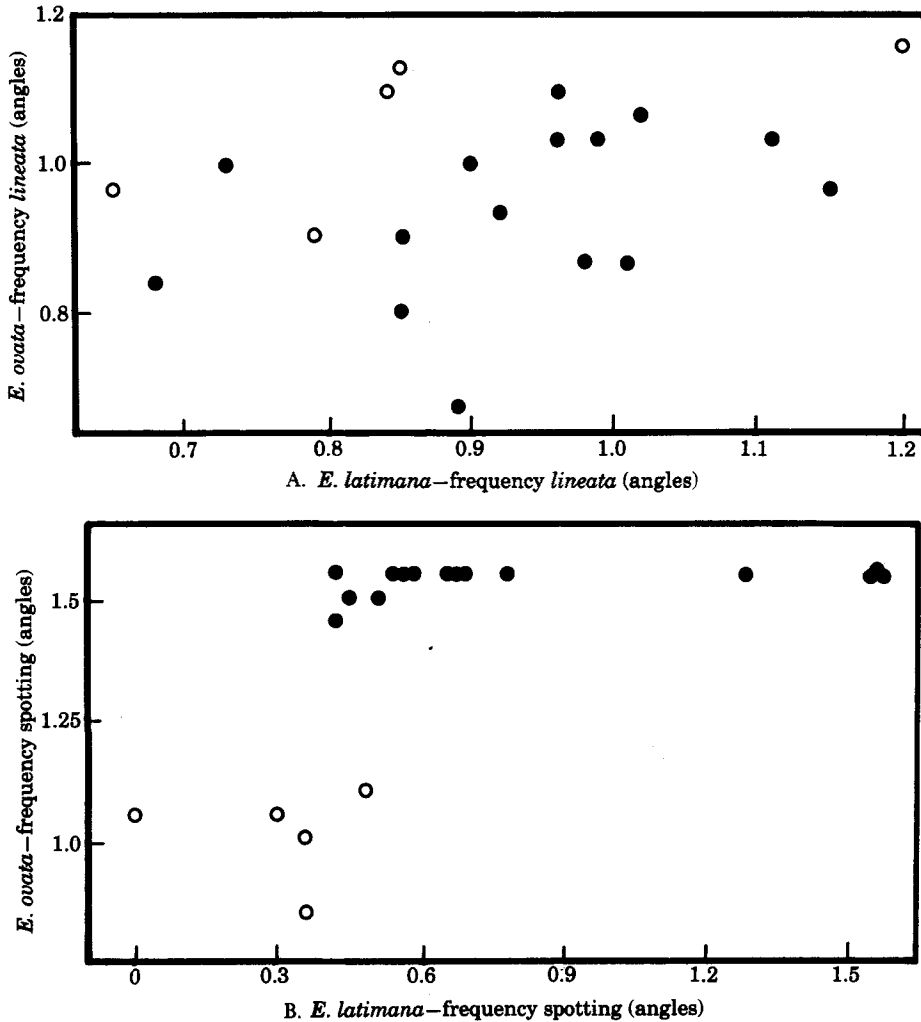 1.2
1.0
0.8
E. ovata—frequency lineata (angles)
0.7 0.8 0.9 1.0 1.1 1.2
A. E. latimana—frequency lineata (angles)
1.5
1.25
1.0
E. ovata—frequency spotting (angles)
0 0.3 0.6 0.9 1.2 1.5
B. E. latimana—frequency spotting (angles)